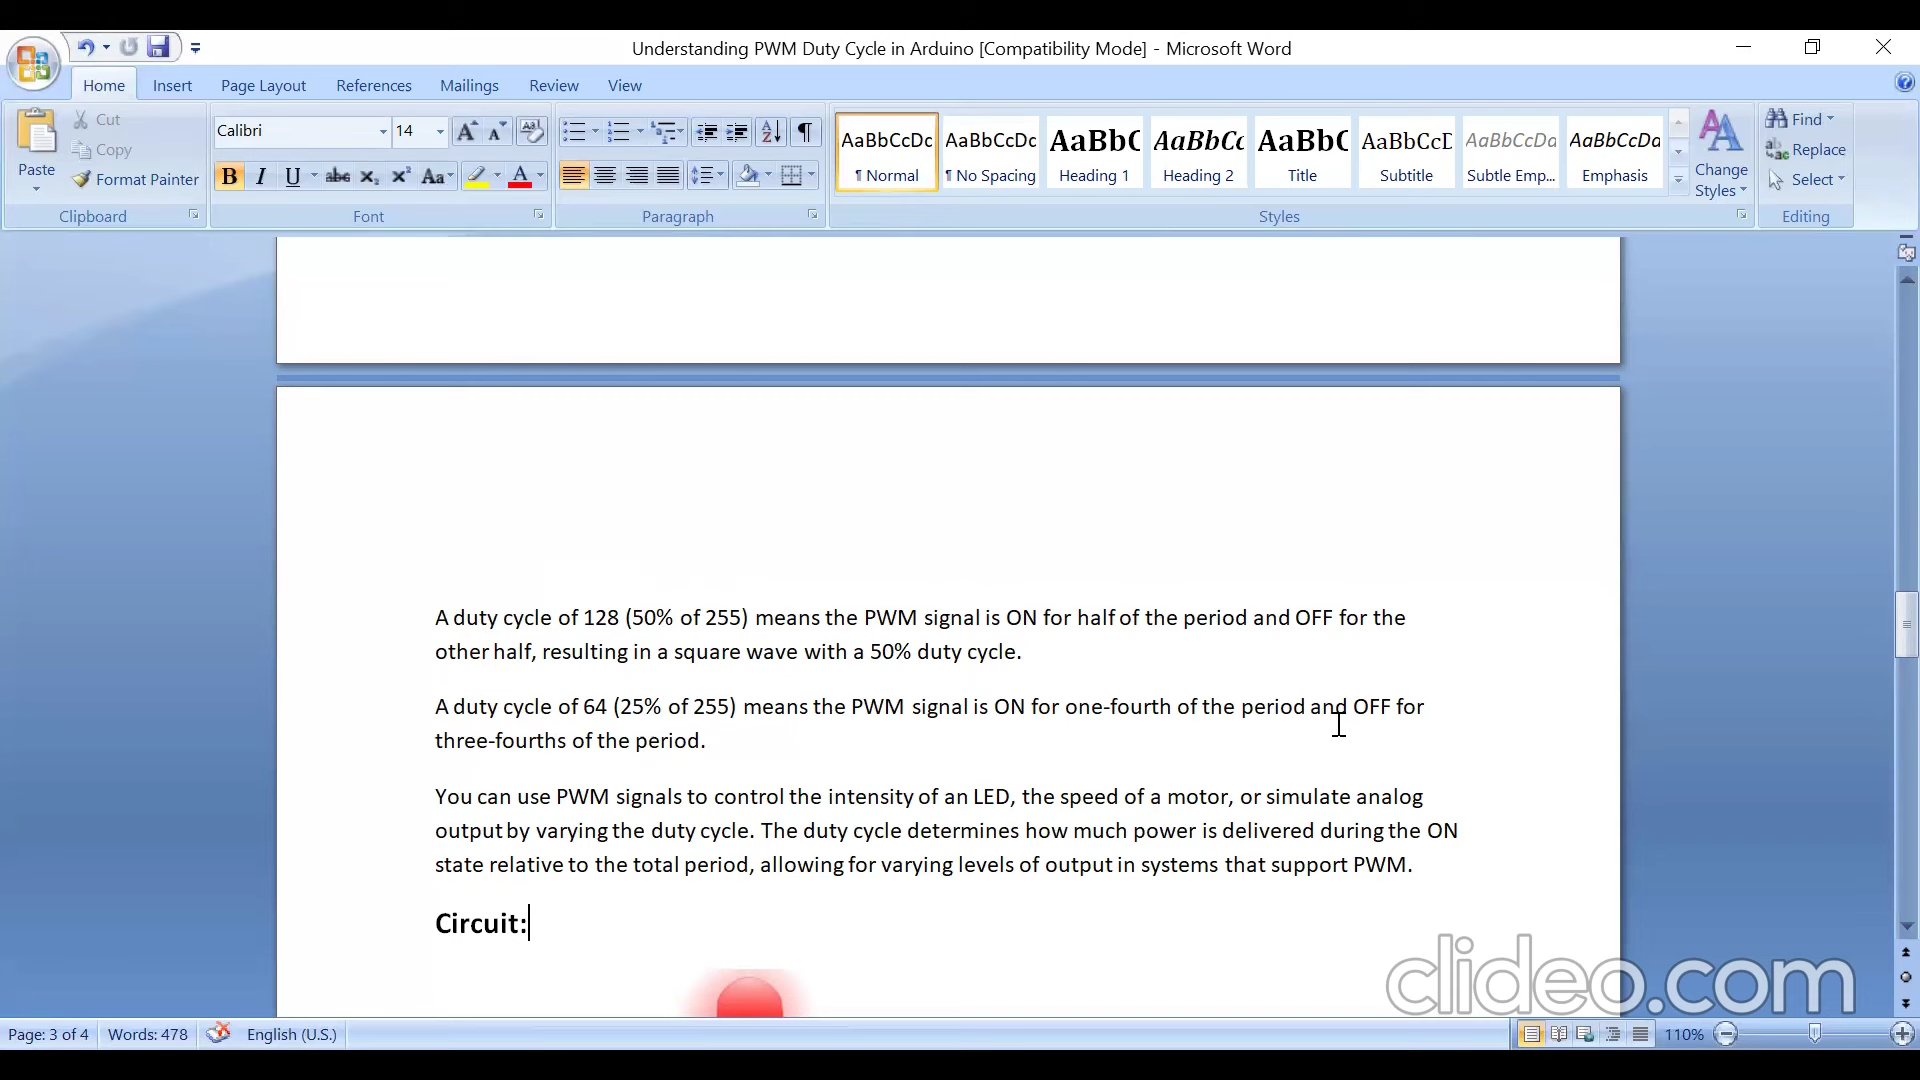 Understanding PWM Duty Cycle in Arduino [Compatibility Mode] - Microsoft Word
Home Insert Page Layout References Mailings Review View
Paste
Cut
Copy
Format Painter
Clipboard
Calibri 14
B I U abc x₂ x² Aa A
Font
Paragraph
AaBbCcDc AaBbCcDc AaBbC AaBbCc AaBbC AaBbCcD AaBbCcDa AaBbCcDa
¶ Normal ¶ No Spacing Heading 1 Heading 2 Title Subtitle Subtle Emp... Emphasis
Change
Styles
Styles
Find
Replace
Select
Editing
A duty cycle of 128 (50% of 255) means the PWM signal is ON for half of the period and OFF for the
other half, resulting in a square wave with a 50% duty cycle.
A duty cycle of 64 (25% of 255) means the PWM signal is ON for one-fourth of the period and OFF for
three-fourths of the period.
You can use PWM signals to control the intensity of an LED, the speed of a motor, or simulate analog
output by varying the duty cycle. The duty cycle determines how much power is delivered during the ON
state relative to the total period, allowing for varying levels of output in systems that support PWM.
Circuit:
clideo.com
Page: 3 of 4 Words: 478 English (U.S.) 110%